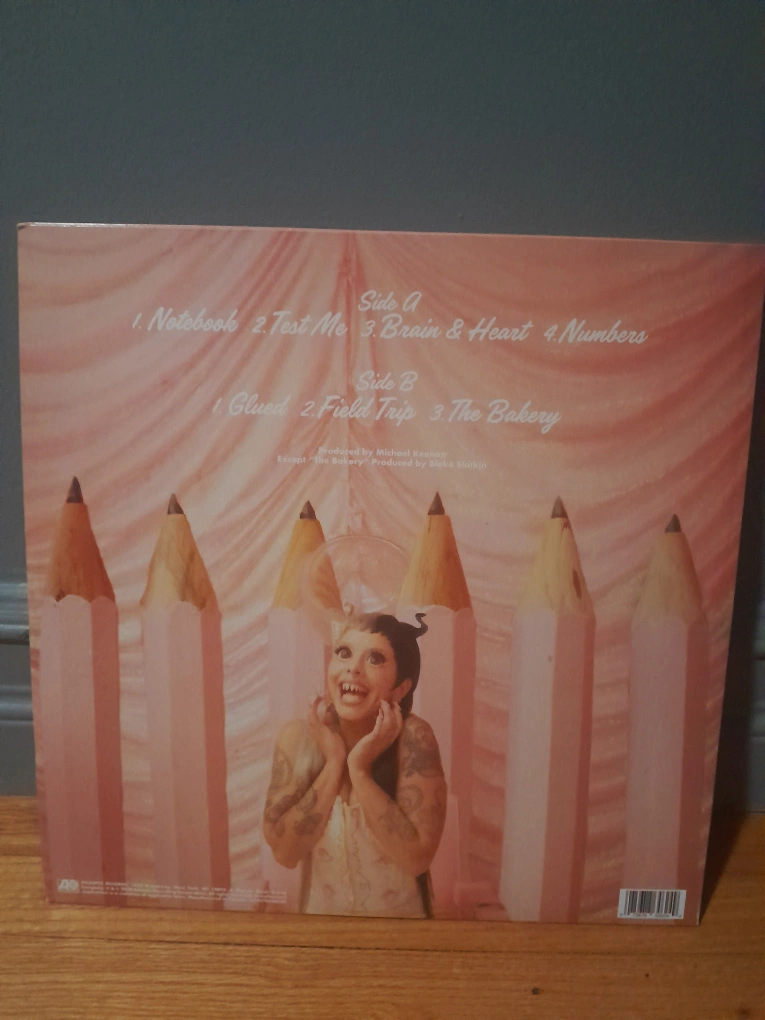 Side A
1. Notebook 2. Test Me 3. Brain & Heart 4. Numbers
Side B
1. Glued 2. Field Trip 3. The Bakery
Produced by Michael Keenan
Except "The Bakery" Produced by Blake